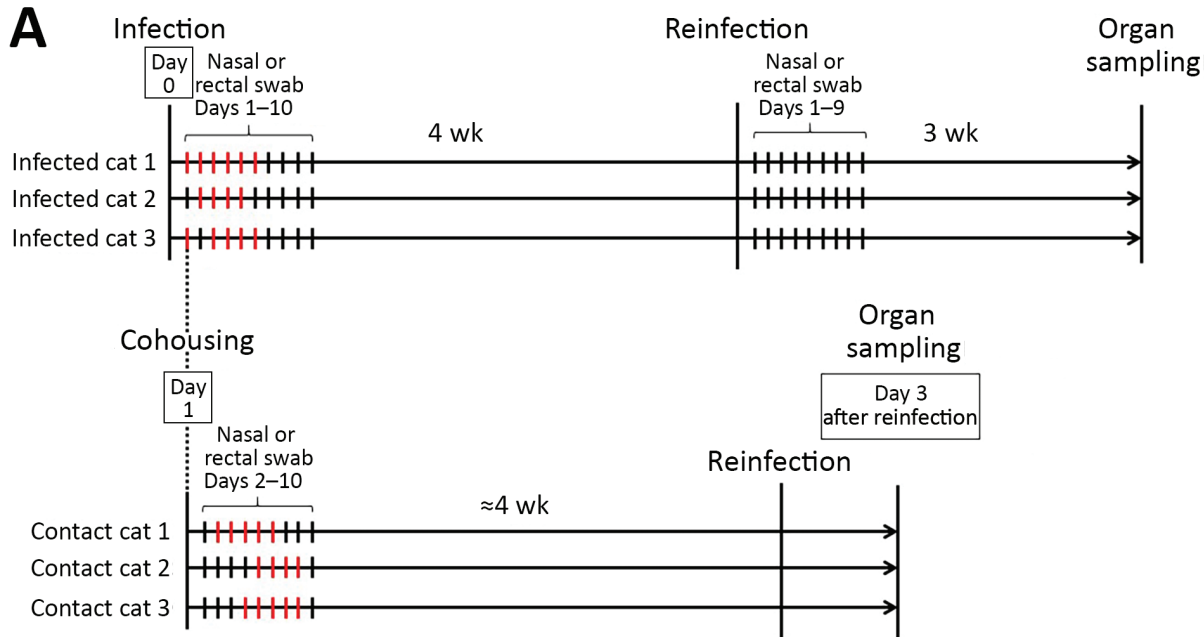 A
Infection
Reinfection
Organ
sampling
Day
0
Nasal or
rectal swab
Days 1–10
Nasal or
rectal swab
Days 1–9
4 wk
3 wk
Infected cat 1
Infected cat 2
Infected cat 3
Cohousing
Day
1
Organ
sampling
Day 3
after reinfection
Nasal or
rectal swab
Days 2–10
Reinfection
≈4 wk
Contact cat 1
Contact cat 2
Contact cat 3